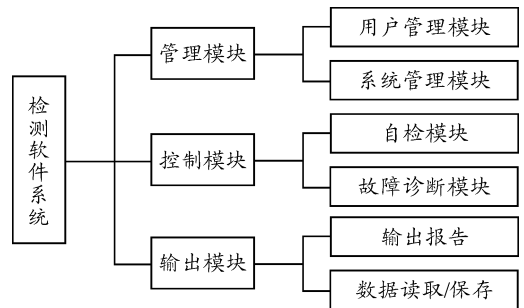 检测软件系统
管理模块
用户管理模块
系统管理模块
控制模块
自检模块
故障诊断模块
输出模块
输出报告
数据读取/保存